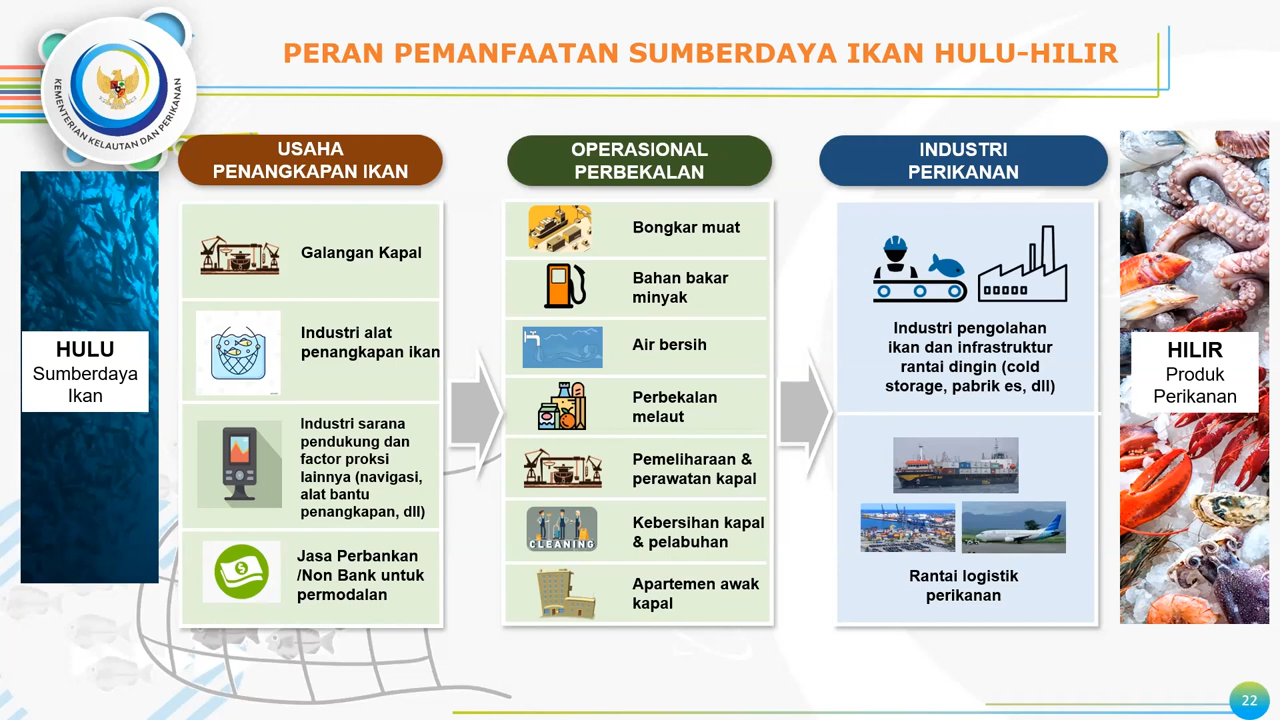 PERAN PEMANFAATAN SUMBERDAYA IKAN HULU-HILIR
KEMENTERIAN KELAUTAN DAN PERIKANAN
HULU
Sumberdaya
Ikan
USAHA
PENANGKAPAN IKAN
Galangan Kapal
Industri alat
penangkapan ikan
Industri sarana
pendukung dan
factor proksi
lainnya (navigasi,
alat bantu
penangkapan, dll)
Jasa Perbankan
/Non Bank untuk
permodalan
OPERASIONAL
PERBEKALAN
Bongkar muat
Bahan bakar
minyak
Air bersih
Perbekalan
melaut
Pemeliharaan &
perawatan kapal
CLEANING
Kebersihan kapal
& pelabuhan
Apartemen awak
kapal
INDUSTRI
PERIKANAN
Industri pengolahan
ikan dan infrastruktur
rantai dingin (cold
storage, pabrik es, dll)
Rantai logistik
perikanan
HILIR
Produk
Perikanan
22